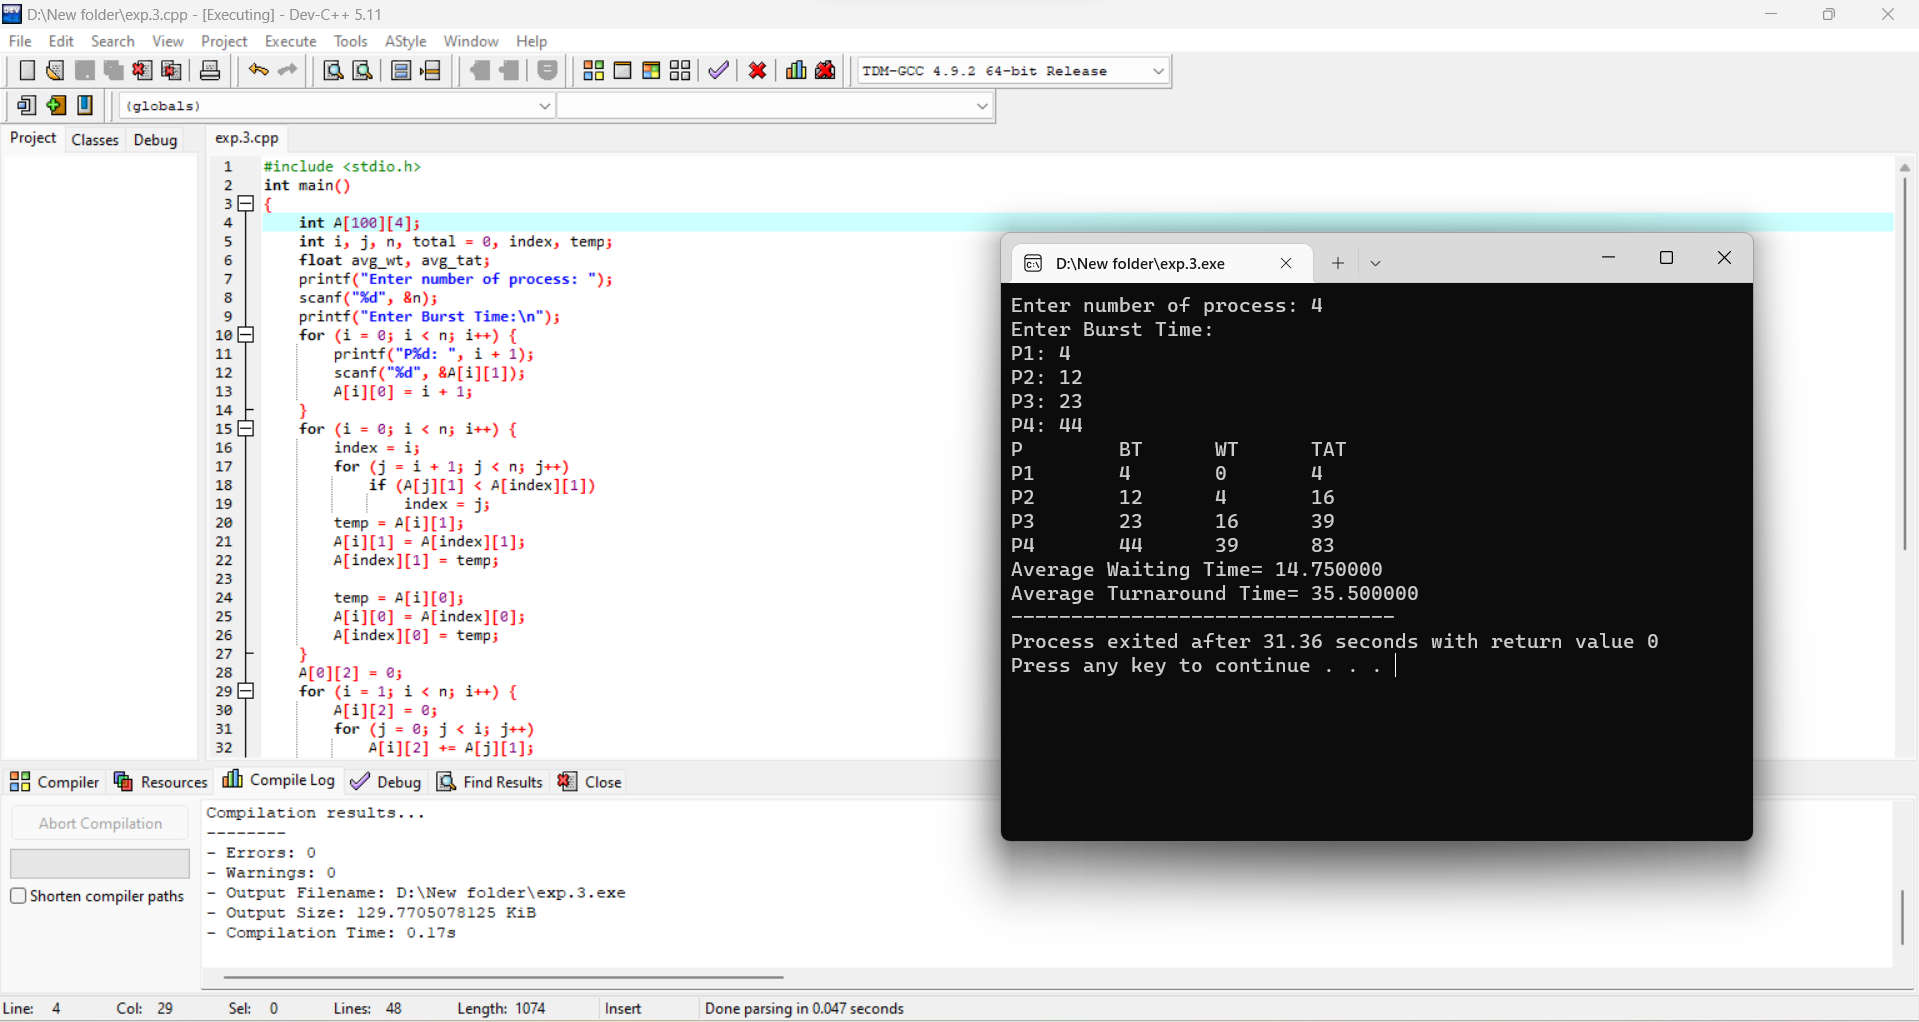 D:\New folder\exp.3.cpp - [Executing] - Dev-C++ 5.11
File Edit Search View Project Execute Tools AStyle Window Help
TDM-GCC 4.9.2 64-bit Release
(globals)
Project Classes Debug
exp.3.cpp
1 #include <stdio.h>
2 int main()
3 {
4 int A[100][4];
5 int i, j, n, total = 0, index, temp;
6 float avg_wt, avg_tat;
7 printf("Enter number of process: ");
8 scanf("%d", &n);
9 printf("Enter Burst Time:\n");
10 for (i = 0; i < n; i++) {
11 printf("P%d: ", i + 1);
12 scanf("%d", &A[i][1]);
13 A[i][0] = i + 1;
14 }
15 for (i = 0; i < n; i++) {
16 index = i;
17 for (j = i + 1; j < n; j++)
18 if (A[j][1] < A[index][1])
19 index = j;
20 temp = A[i][1];
21 A[i][1] = A[index][1];
22 A[index][1] = temp;
23
24 temp = A[i][0];
25 A[i][0] = A[index][0];
26 A[index][0] = temp;
27 }
28 A[0][2] = 0;
29 for (i = 1; i < n; i++) {
30 A[i][2] = 0;
31 for (j = 0; j < i; j++)
32 A[i][2] += A[j][1];
D:\New folder\exp.3.exe
Enter number of process: 4
Enter Burst Time:
P1: 4
P2: 12
P3: 23
P4: 44
P BT WT TAT
P1 4 0 4
P2 12 4 16
P3 23 16 39
P4 44 39 83
Average Waiting Time= 14.750000
Average Turnaround Time= 35.500000
--------------------------------
Process exited after 31.36 seconds with return value 0
Press any key to continue . . .
Compiler Resources Compile Log Debug Find Results Close
Abort Compilation
Shorten compiler paths
Compilation results...
--------
- Errors: 0
- Warnings: 0
- Output Filename: D:\New folder\exp.3.exe
- Output Size: 129.7705078125 KiB
- Compilation Time: 0.17s
Line: 4 Col: 29 Sel: 0 Lines: 48 Length: 1074 Insert Done parsing in 0.047 seconds